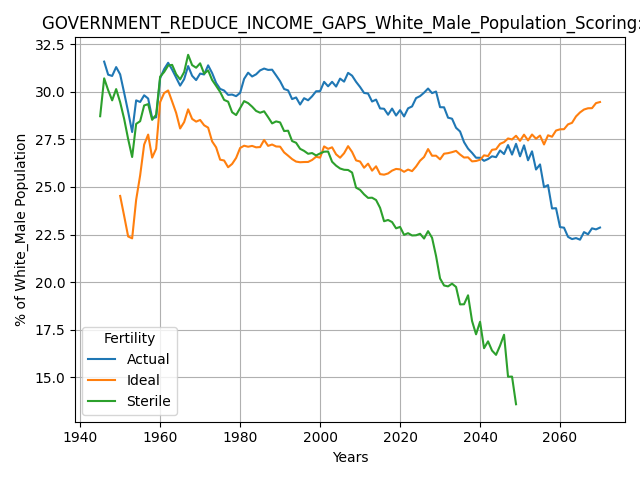 GOVERNMENT_REDUCE_INCOME_GAPS_White_Male_Population_Scoring:
32.5
30.0
27.5
25.0
22.5
20.0
17.5
15.0
% of White_Male Population
Fertility
Actual
Ideal
Sterile
1940
1960
1980
2000
2020
2040
2060
Years